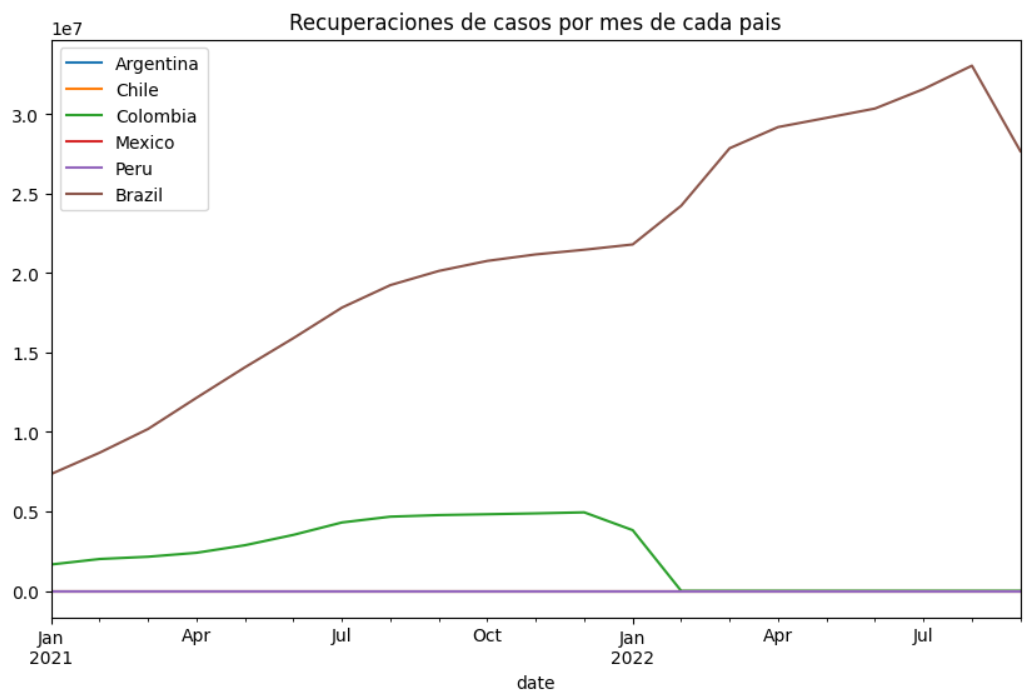 Recuperaciones de casos por mes de cada pais
1e7
Argentina
Chile
Colombia
Mexico
Peru
Brazil
3.0
2.5
2.0
1.5
1.0
0.5
0.0
Jan Apr Jul Oct Jan Apr Jul
2021 2022
date